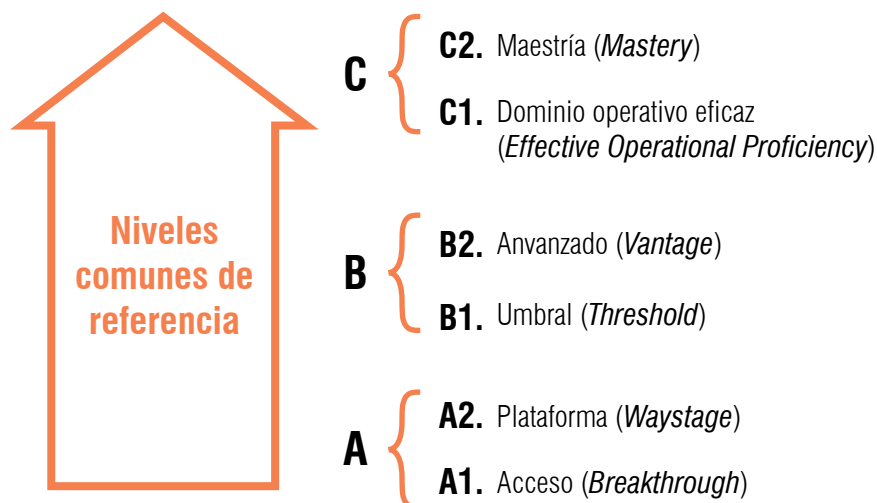 Niveles
comunes de
referencia
C
C2. Maestría (Mastery)
C1. Dominio operativo eficaz
(Effective Operational Proficiency)
B
B2. Anvanzado (Vantage)
B1. Umbral (Threshold)
A
A2. Plataforma (Waystage)
A1. Acceso (Breakthrough)